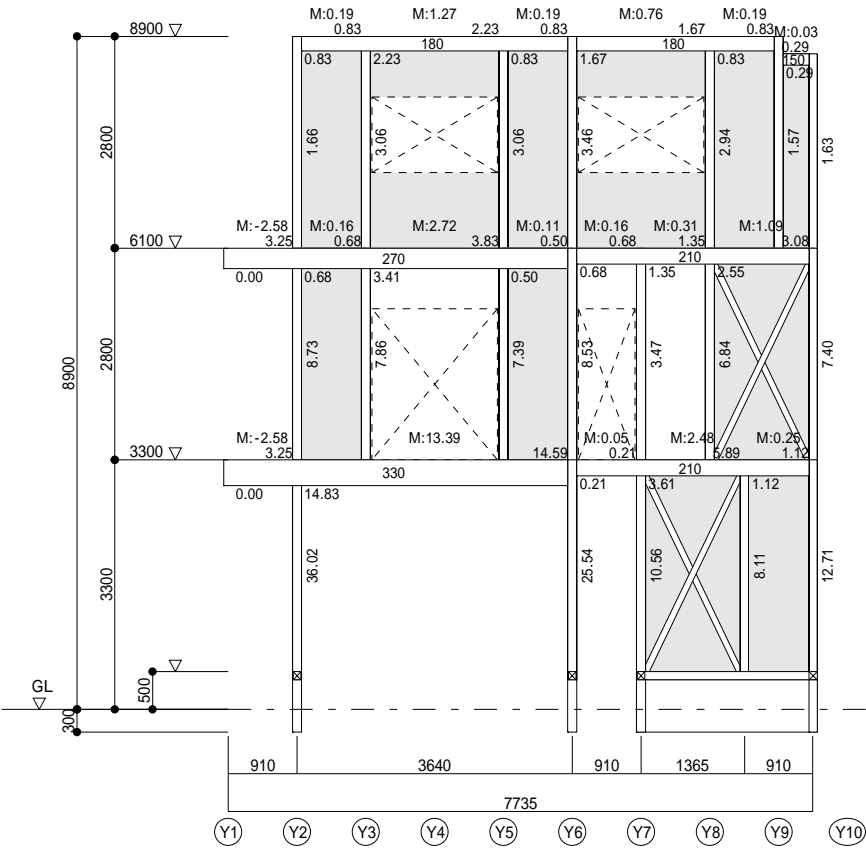 M:0.19 M:1.27 M:0.19 M:0.76 M:0.19
8900 0.83 2.23 0.83 1.67 0.83 M:0.03
0.29
180 180
0.83 2.23 0.83 1.67 0.83 150
0.29
2800 1.66 3.06 3.06 3.46 2.94 1.57 1.63
M:-2.58 M:0.16 M:2.72 M:0.11 M:0.16 M:0.31 M:1.09
6100 3.25 0.68 3.83 0.50 0.68 1.35 3.08
270 210
0.00 0.68 3.41 0.50 0.68 1.35 2.55
8900 2800 8.73 7.86 7.39 8.53 3.47 6.84 7.40
M:-2.58 M:13.39 M:0.05 M:2.48 M:0.25
3300 3.25 14.59 0.21 5.89 1.12
330 210
0.00 14.83 0.21 3.61 1.12
3300 36.02 25.54 10.56 8.11 12.71
GL 500
300
910 3640 910 1365 910
7735
Y1 Y2 Y3 Y4 Y5 Y6 Y7 Y8 Y9 Y10